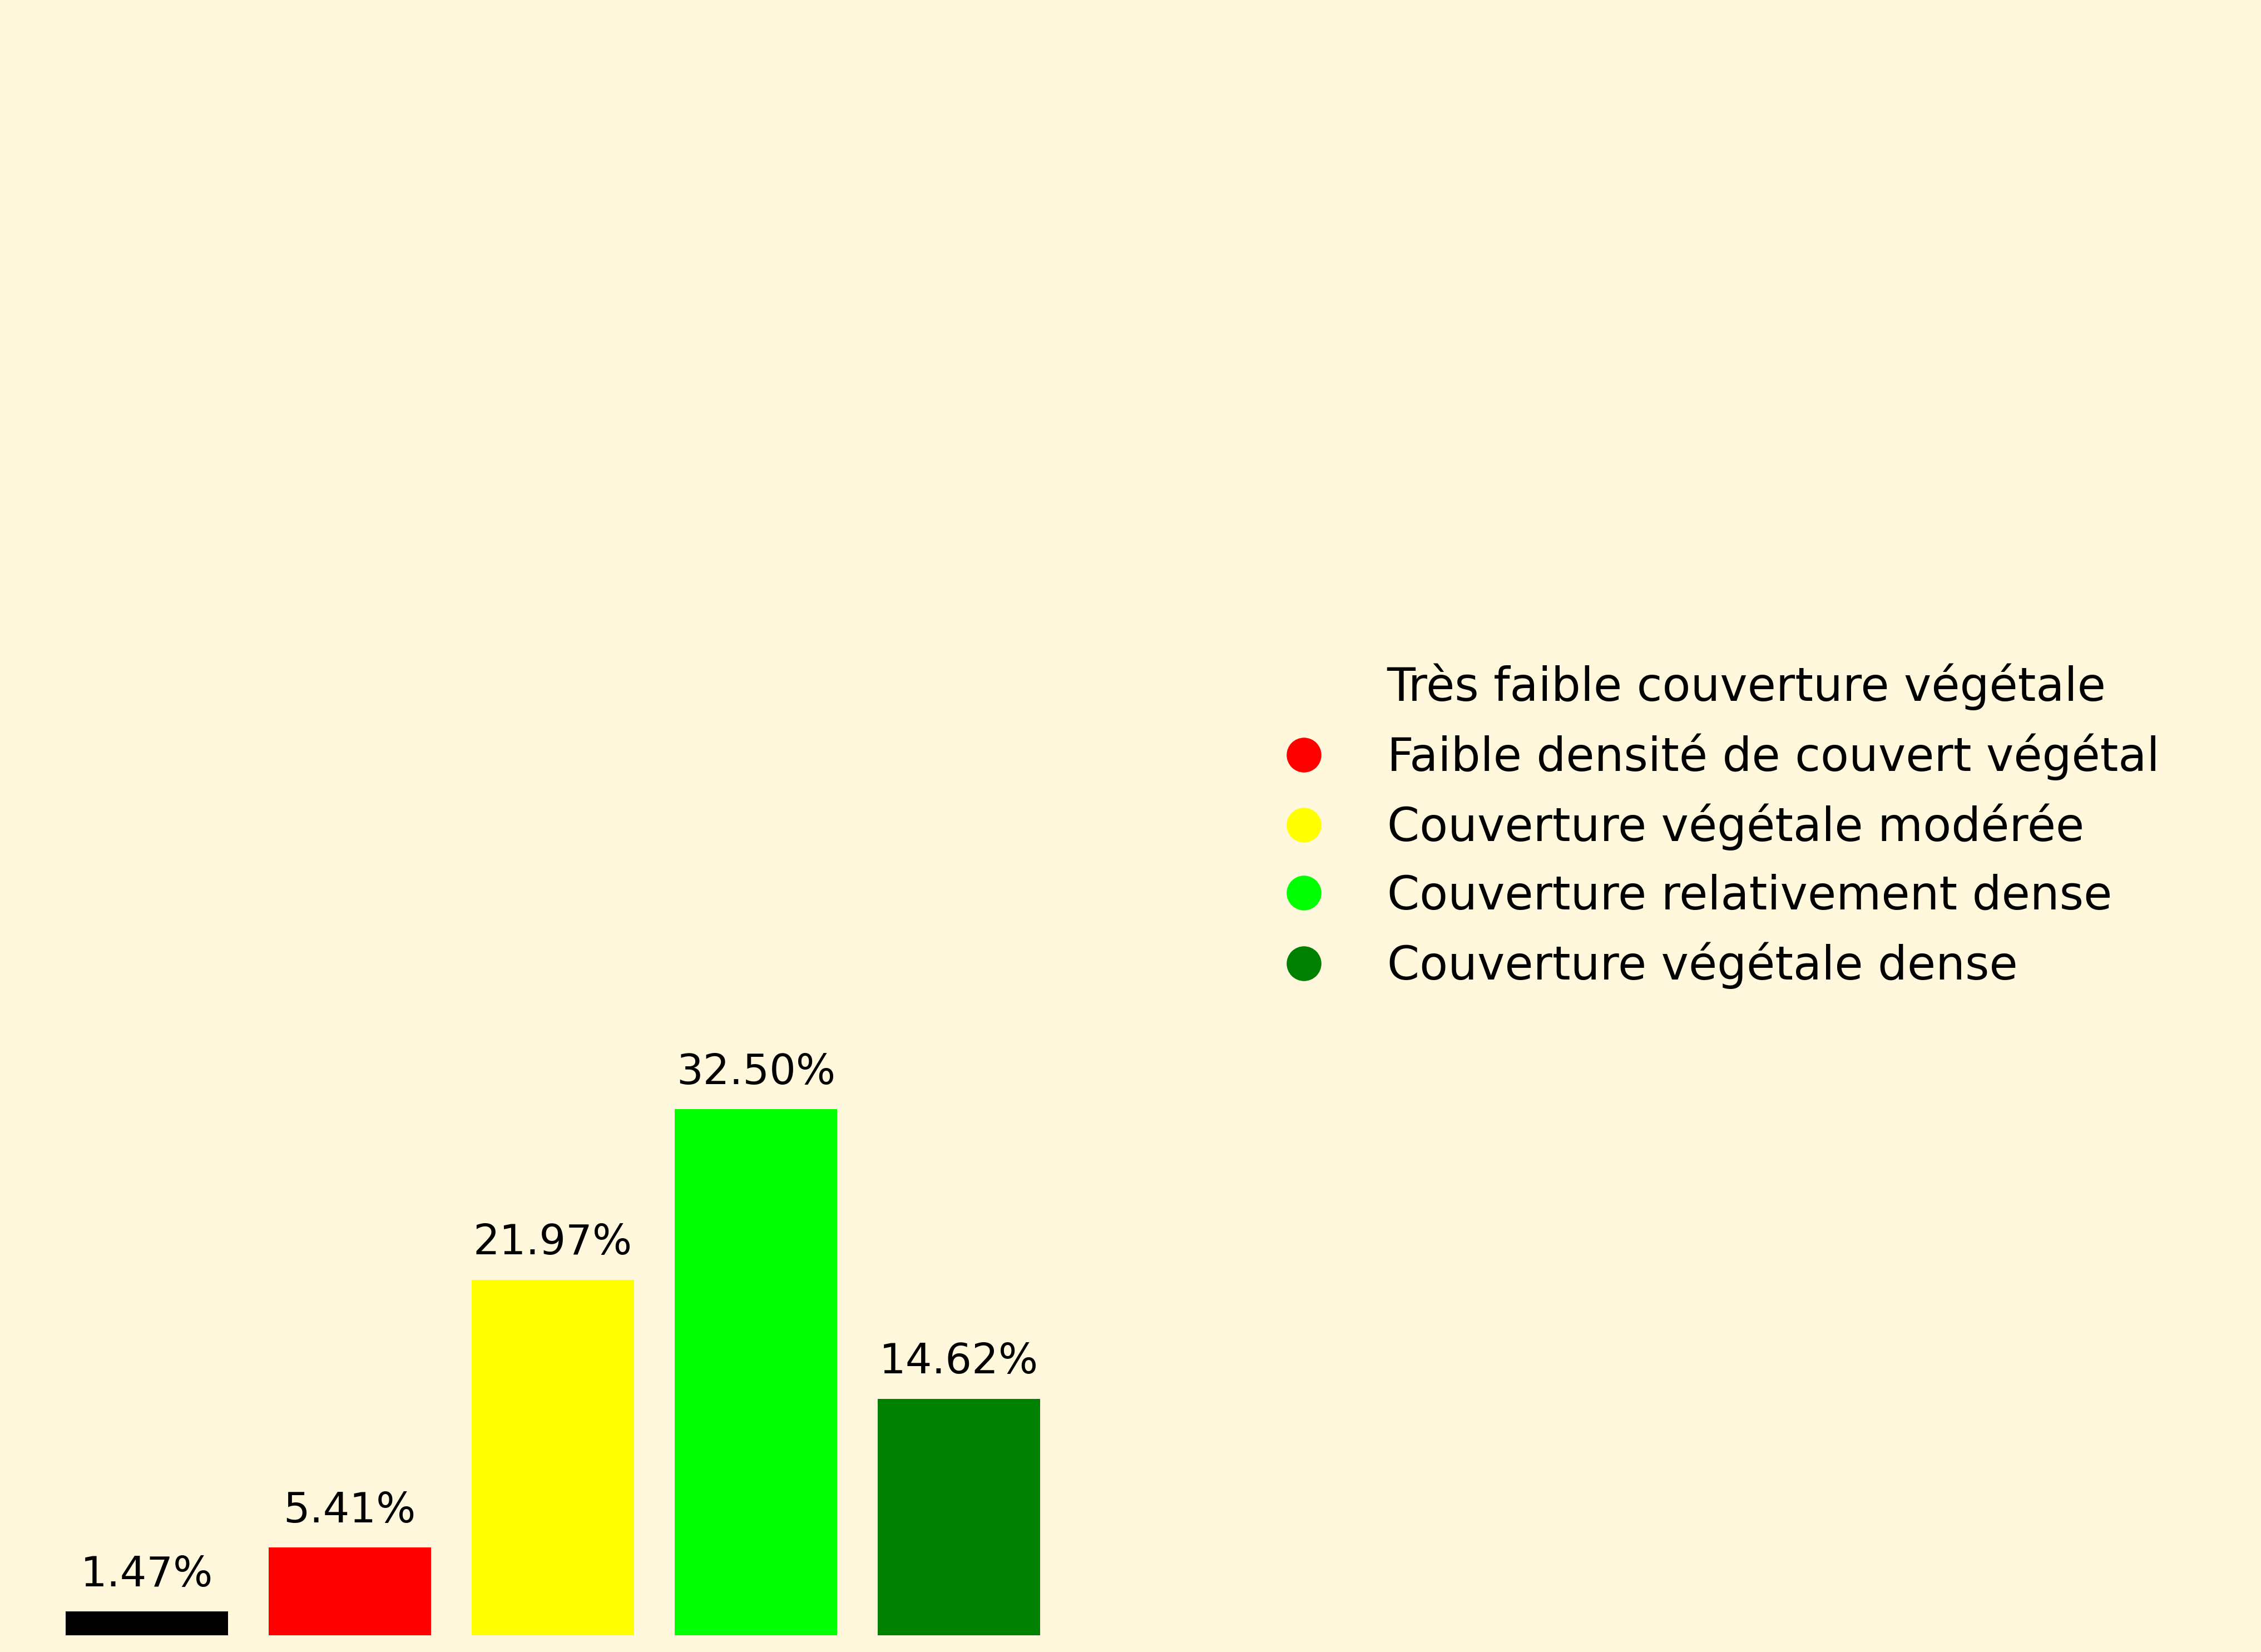 Très faible couverture végétale
Faible densité de couvert végétal
Couverture végétale modérée
Couverture relativement dense
Couverture végétale dense
32.50%
21.97%
14.62%
5.41%
1.47%